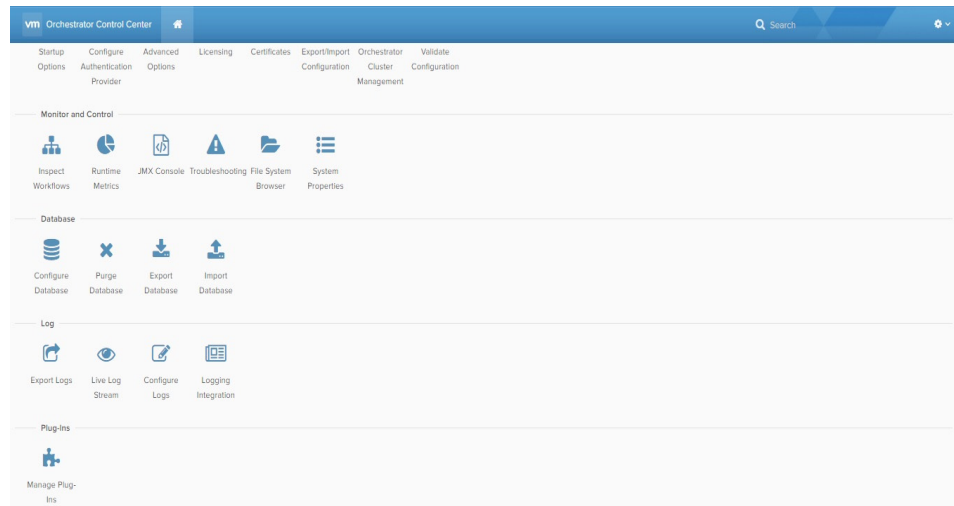 vm Orchestrator Control Center
Search
Startup Configure Advanced Licensing Certificates Export/Import Orchestrator Validate
Options Authentication Options Configuration Cluster Configuration
Provider Management
Monitor and Control
Inspect Runtime JMX Console Troubleshooting File System System
Workflows Metrics Browser Properties
Database
Configure Purge Export Import
Database Database Database Database
Log
Export Logs Live Log Configure Logging
Stream Logs Integration
Plug-Ins
Manage Plug-
Ins